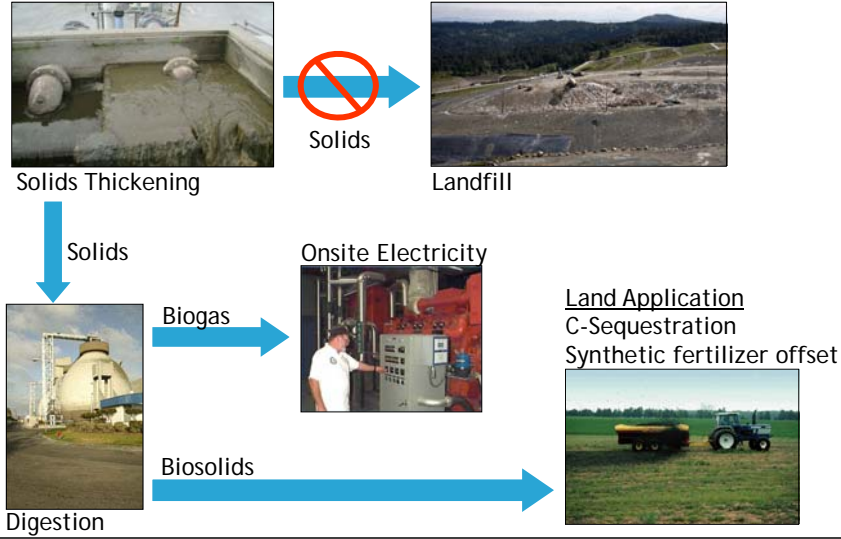 Solids
Solids Thickening
Landfill
Solids
Onsite Electricity
Biogas
Land Application
C-Sequestration
Synthetic fertilizer offset
Biosolids
Digestion